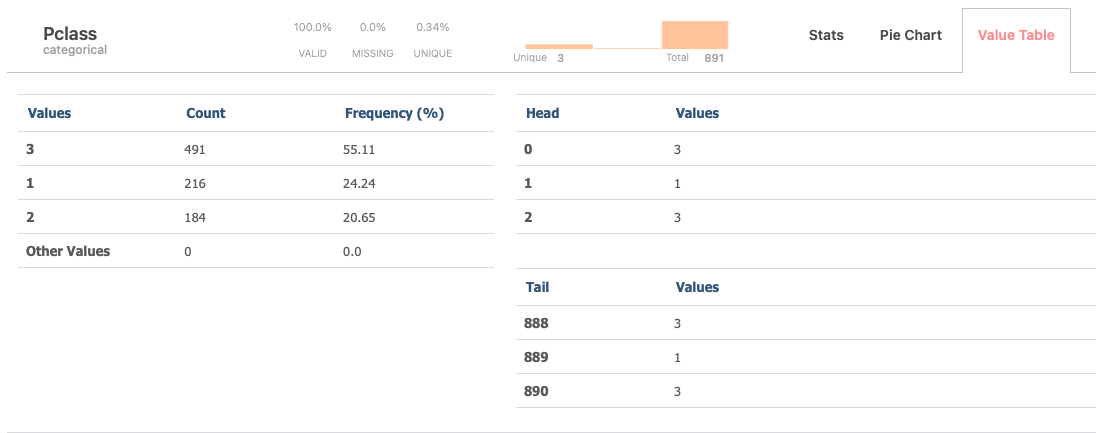 Pclass
categorical
100.0% 0.0% 0.34%
VALID MISSING UNIQUE
Unique 3 Total 891
Stats Pie Chart Value Table
Values Count Frequency (%)
3 491 55.11
1 216 24.24
2 184 20.65
Other Values 0 0.0
Head Values
0 3
1 1
2 3
Tail Values
888 3
889 1
890 3